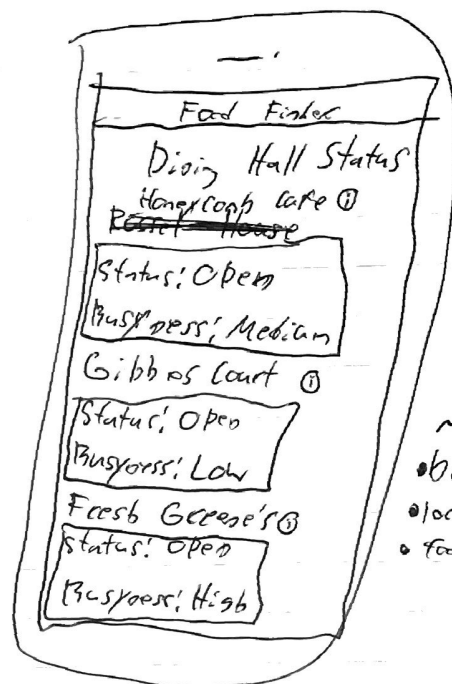 Food Finder
Dining Hall Status
Honeycomb Cafe ⓘ
Status: Open
Busyness: Medium
Gibbons Court ⓘ
Status: Open
Busyness: Low
Fresh Greene's ⓘ
Status: Open
Busyness: High